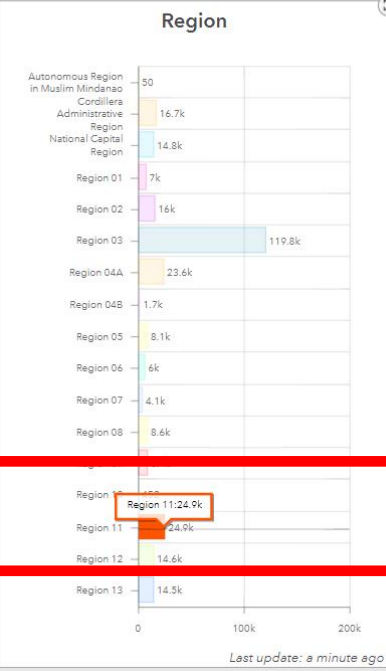 Region
Autonomous Region
in Muslim Mindanao
50
Cordillera
Administrative
Region
16.7k
National Capital
Region
14.8k
Region 01
7k
Region 02
16k
Region 03
119.8k
Region 04A
23.6k
Region 04B
1.7k
Region 05
8.1k
Region 06
6k
Region 07
4.1k
Region 08
8.6k
Region
Region 11:24.9k
Region 11
24.9k
Region 12
14.6k
Region 13
14.5k
0 100k 200k
Last update: a minute ago